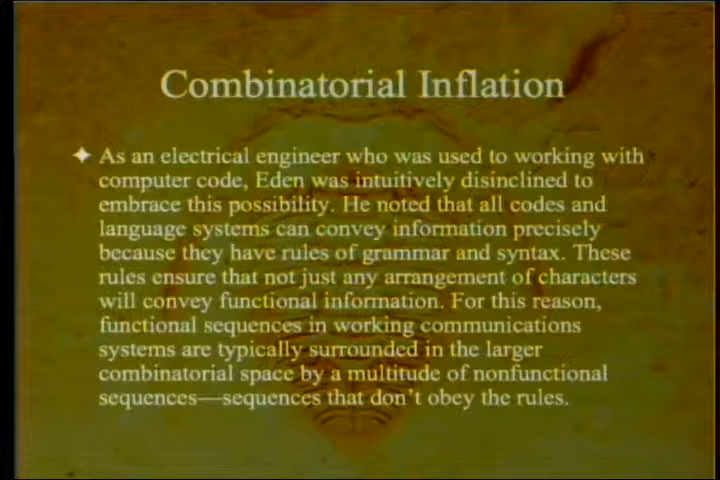 Combinatorial Inflation
✦ As an electrical engineer who was used to working with
computer code, Eden was intuitively disinclined to
embrace this possibility. He noted that all codes and
language systems can convey information precisely
because they have rules of grammar and syntax. These
rules ensure that not just any arrangement of characters
will convey functional information. For this reason,
functional sequences in working communications
systems are typically surrounded in the larger
combinatorial space by a multitude of nonfunctional
sequences—sequences that don't obey the rules.